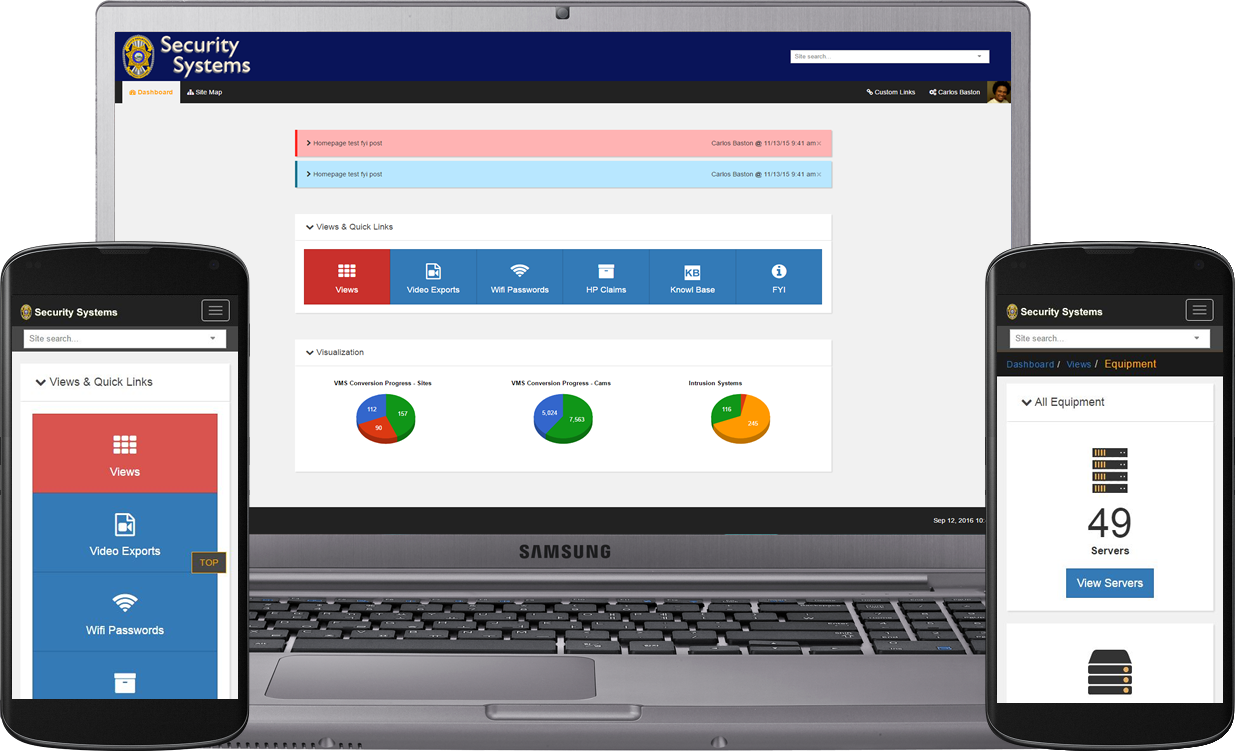 Security
Systems
Site search...
Dashboard
Site Map
Custom Links
Carlos Baston
Homepage test fyi post
Carlos Baston @ 11/13/15 9:41 am
Homepage test fyi post
Carlos Baston @ 11/13/15 9:41 am
Views & Quick Links
Views
Video Exports
Wifi Passwords
HP Claims
KB
Knowl Base
FYI
Visualization
VMS Conversion Progress - Sites
VMS Conversion Progress - Cams
Intrusion Systems
112
157
90
5,024
7,563
116
245
Sep 12, 2016 10:
SAMSUNG
Security Systems
Site search...
Views & Quick Links
Views
Video Exports
TOP
Wifi Passwords
Security Systems
Site search...
Dashboard / Views / Equipment
All Equipment
49
Servers
View Servers